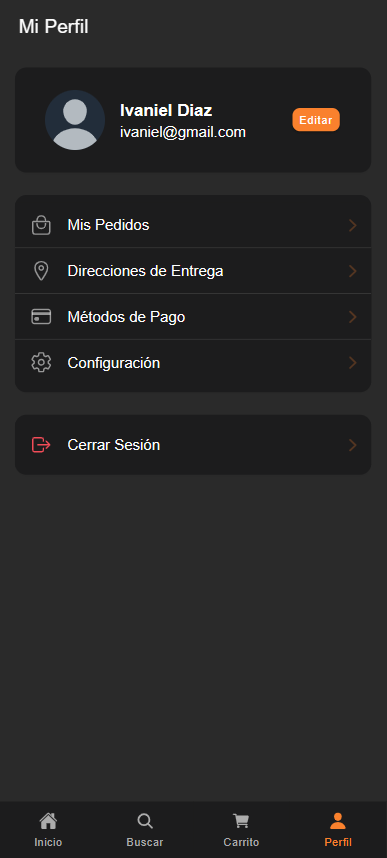 Mi Perfil
Ivaniel Diaz
ivaniel@gmail.com
Editar
Mis Pedidos
Direcciones de Entrega
Métodos de Pago
Configuración
Cerrar Sesión
Inicio
Buscar
Carrito
Perfil